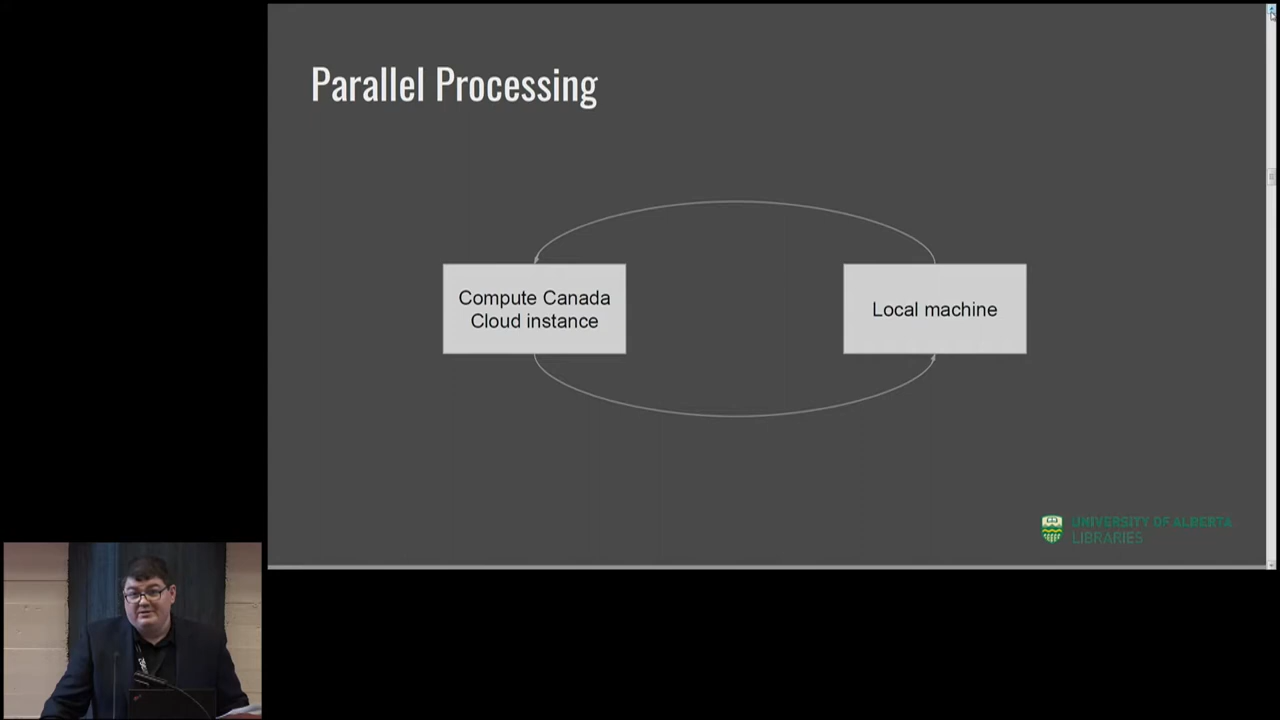 Parallel Processing
Compute Canada
Cloud instance
Local machine
UNIVERSITY OF ALBERTA
LIBRARIES